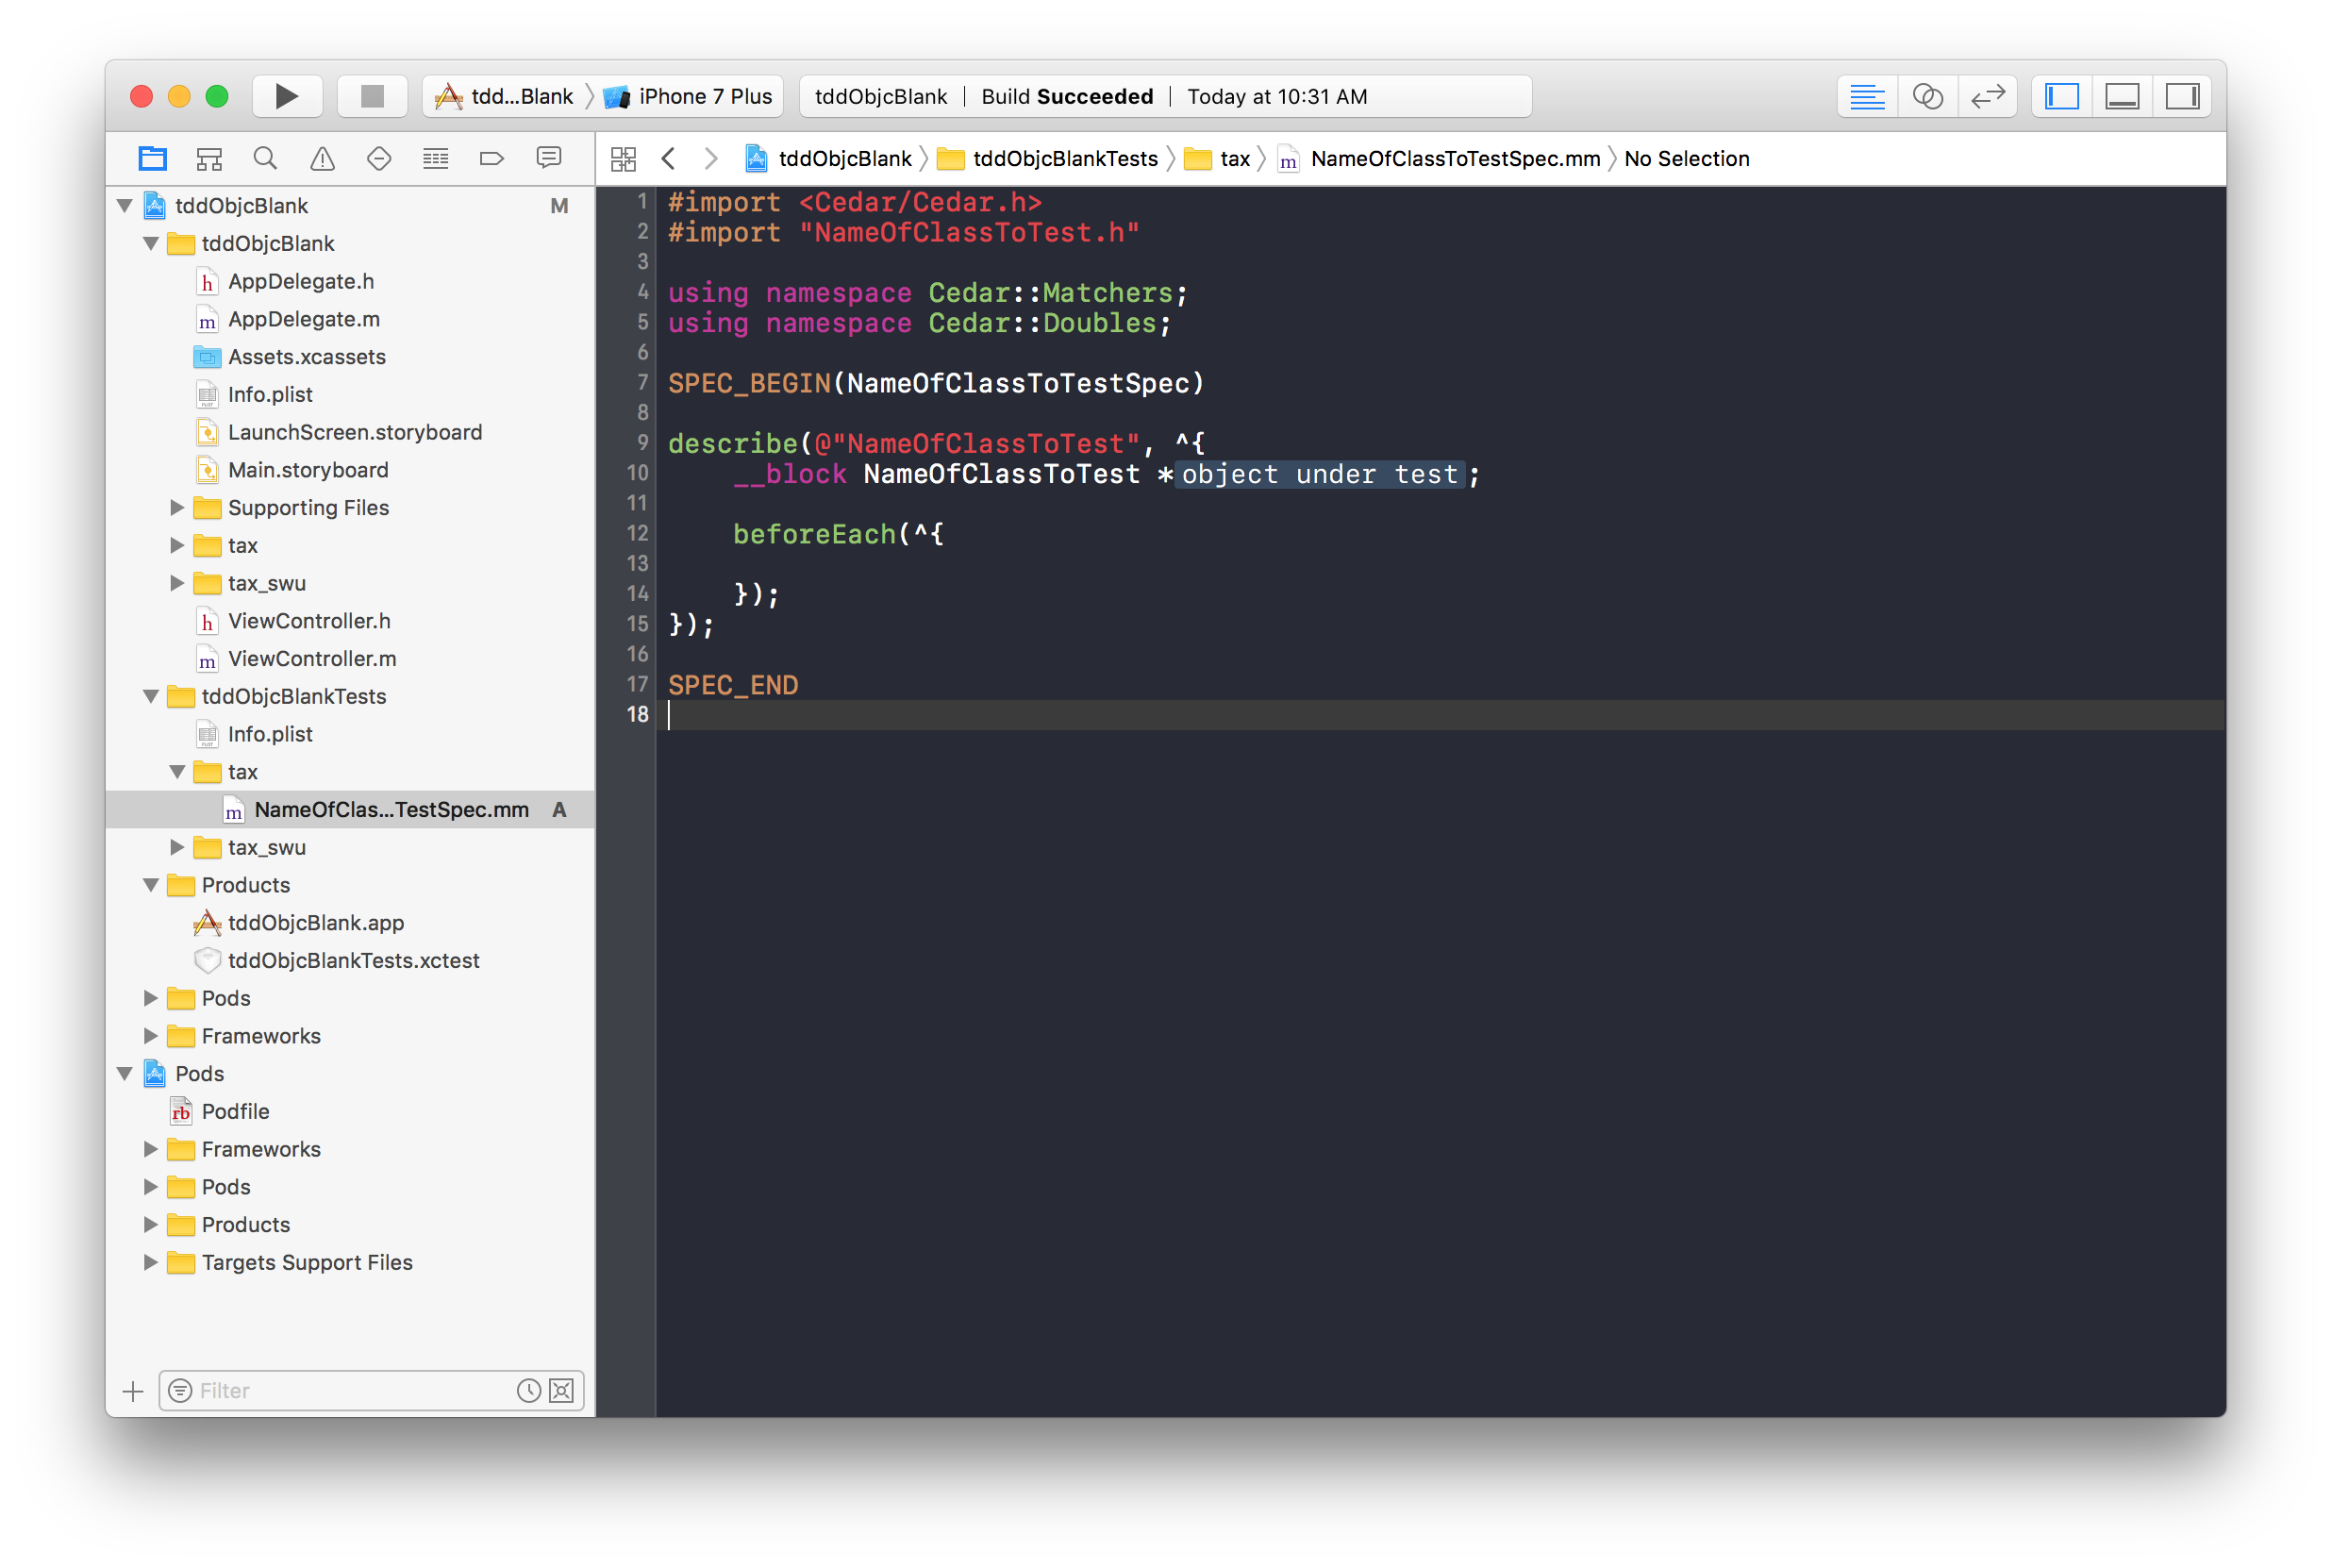 tdd...Blank iPhone 7 Plus
tddObjcBlank | Build Succeeded | Today at 10:31 AM
tddObjcBlank
M
tddObjcBlank
h AppDelegate.h
m AppDelegate.m
Assets.xcassets
Info.plist
LaunchScreen.storyboard
Main.storyboard
Supporting Files
tax
tax_swu
h ViewController.h
m ViewController.m
tddObjcBlankTests
Info.plist
tax
m NameOfClas...TestSpec.mm A
tax_swu
Products
tddObjcBlank.app
tddObjcBlankTests.xctest
Pods
Frameworks
Pods
rb Podfile
Frameworks
Pods
Products
Targets Support Files
Filter
tddObjcBlank tddObjcBlankTests tax m NameOfClassToTestSpec.mm No Selection
1 #import <Cedar/Cedar.h>
2 #import "NameOfClassToTest.h"
3
4 using namespace Cedar::Matchers;
5 using namespace Cedar::Doubles;
6
7 SPEC_BEGIN(NameOfClassToTestSpec)
8
9 describe(@"NameOfClassToTest", ^{
10 __block NameOfClassToTest *object under test;
11
12 beforeEach(^{
13
14 });
15 });
16
17 SPEC_END
18